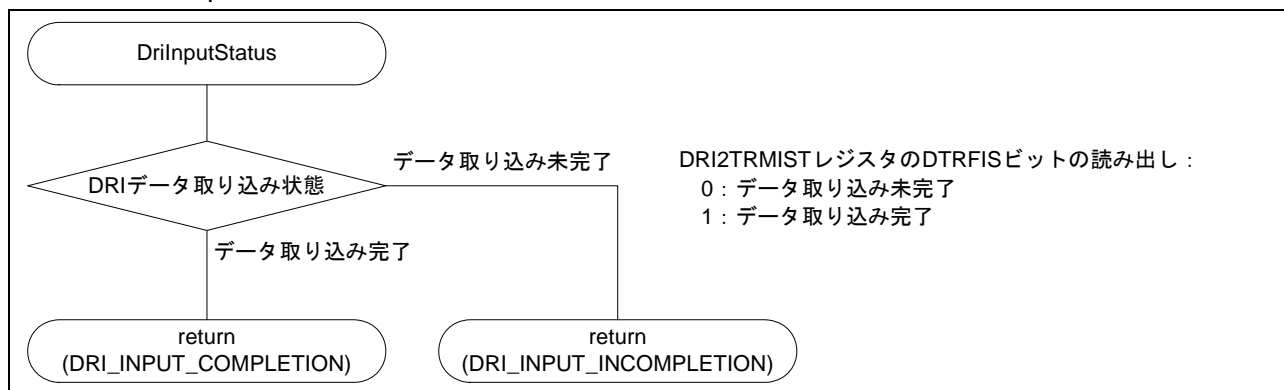 DriInputStatus
データ取り込み未完了
DRIデータ取り込み状態
データ取り込み完了
return
(DRI_INPUT_COMPLETION)
return
(DRI_INPUT_INCOMPLETION)
DRI2TRMISTレジスタのDTRFISビットの読み出し：
0：データ取り込み未完了
1：データ取り込み完了